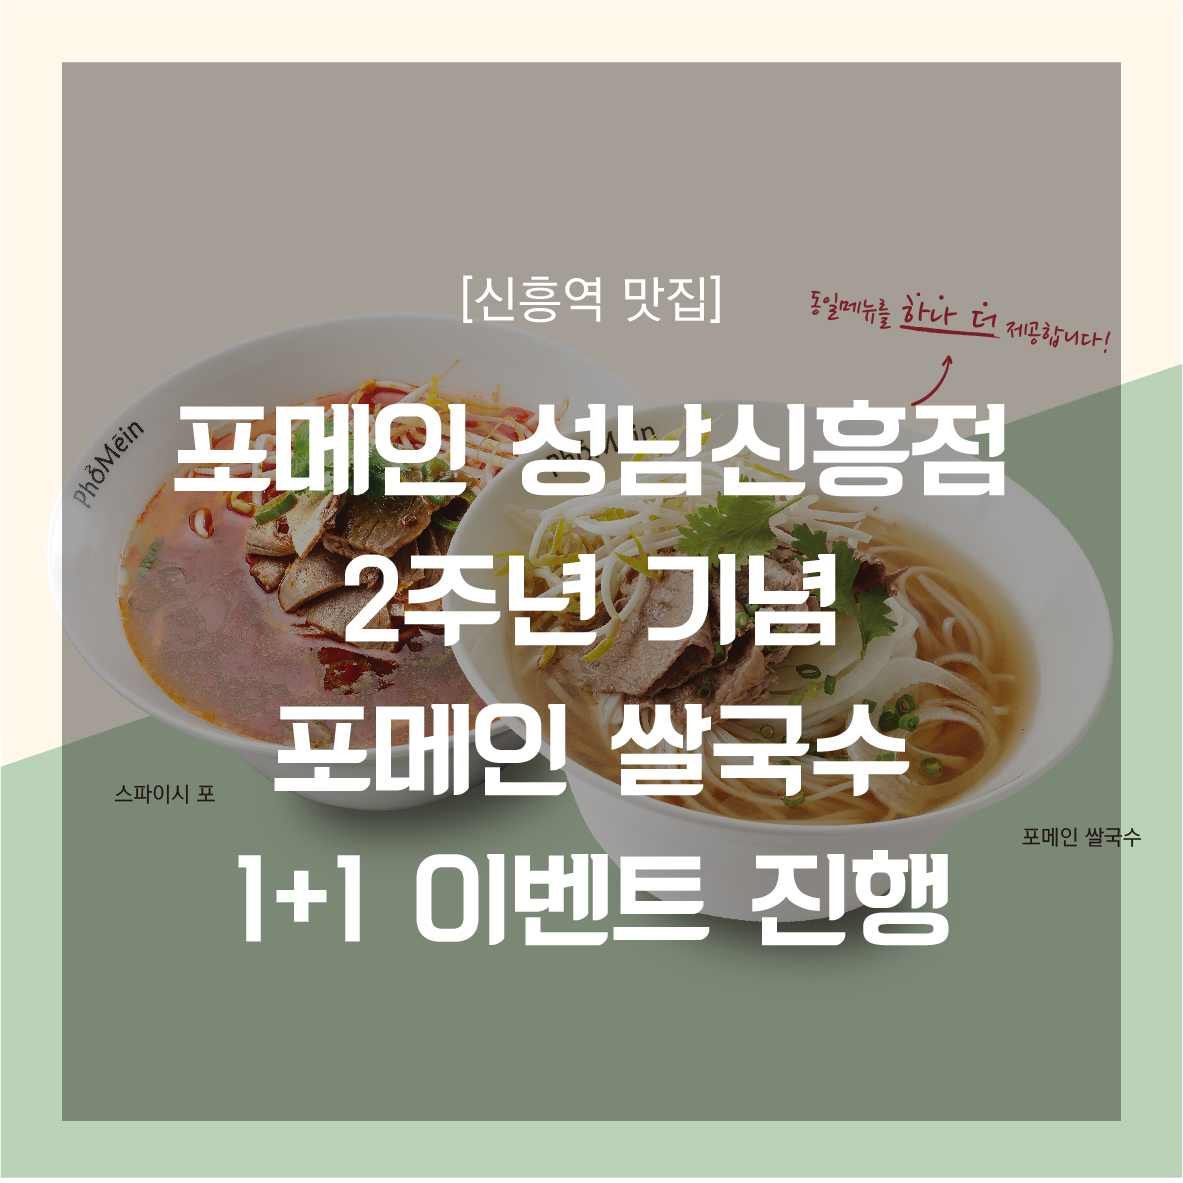 [신흥역 맛집]
동일메뉴를 하나 더 제공합니다!
포메인 성남신흥점
2주년 기념
포메인 쌀국수
1+1 이벤트 진행
PhỏMēin
PhỏMēin
스파이시 포
포메인 쌀국수